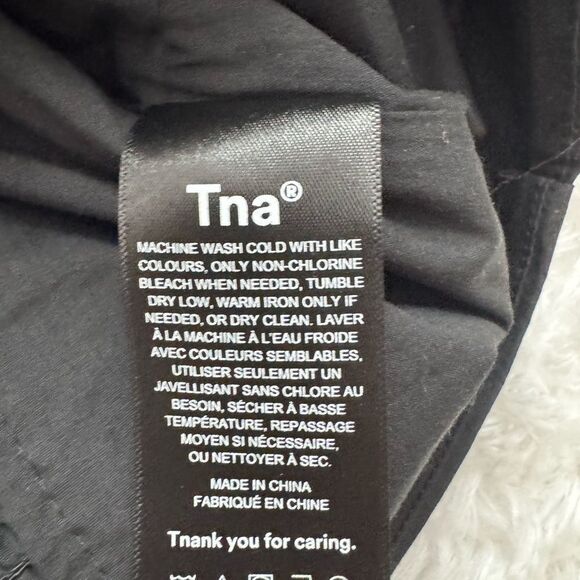 Tna®
MACHINE WASH COLD WITH LIKE
COLOURS, ONLY NON-CHLORINE
BLEACH WHEN NEEDED, TUMBLE
DRY LOW, WARM IRON ONLY IF
NEEDED, OR DRY CLEAN. LAVER
À LA MACHINE À L'EAU FROIDE
AVEC COULEURS SEMBLABLES,
UTILISER SEULEMENT UN
JAVELLISANT SANS CHLORE AU
BESOIN, SÉCHER À BASSE
TEMPÉRATURE, REPASSAGE
MOYEN SI NÉCESSAIRE,
OU NETTOYER À SEC.
MADE IN CHINA
FABRIQUÉ EN CHINE
Tnank you for caring.